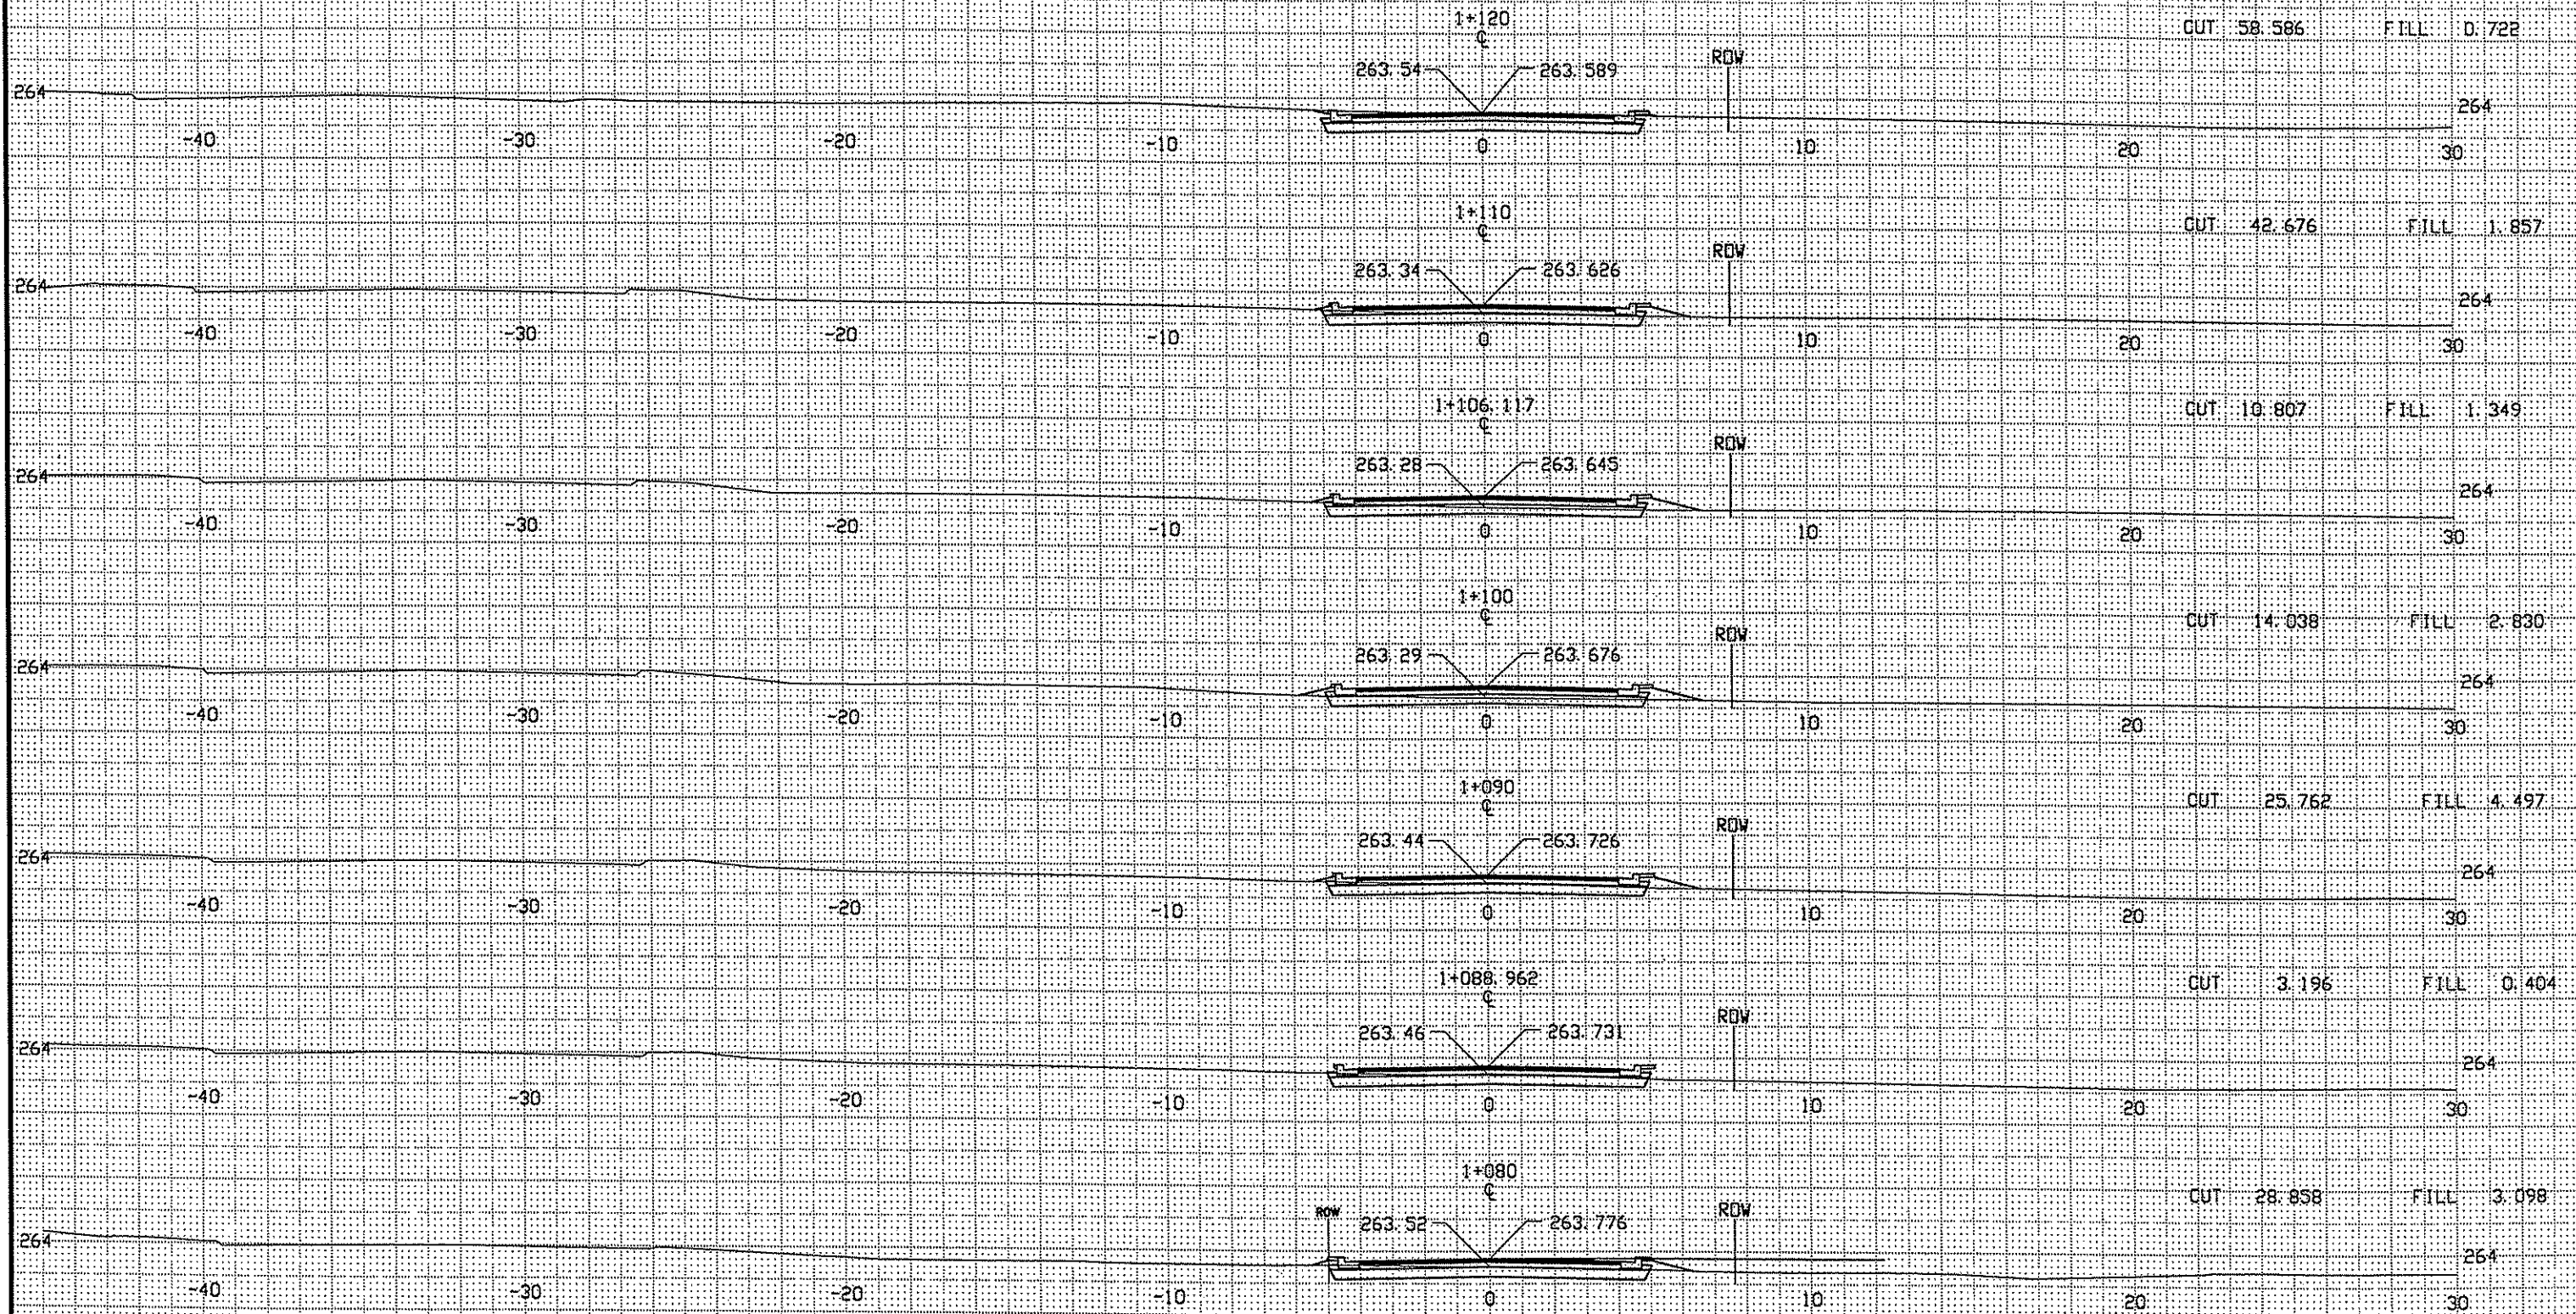 1+120
℄
CUT 58.586 FILL 0.722
263.54 263.589 ROW
264 264
-40 -30 -20 -10 0 10 20 30
1+110
℄
CUT 42.676 FILL 1.857
263.34 263.626 ROW
264 264
-40 -30 -20 -10 0 10 20 30
1+106.117
℄
CUT 10.807 FILL 1.349
263.28 263.645 ROW
264 264
-40 -30 -20 -10 0 10 20 30
1+100
℄
CUT 14.038 FILL 2.830
263.29 263.676 ROW
264 264
-40 -30 -20 -10 0 10 20 30
1+090
℄
CUT 25.762 FILL 4.497
263.44 263.726 ROW
264 264
-40 -30 -20 -10 0 10 20 30
1+088.962
℄
CUT 3.196 FILL 0.404
263.46 263.731 ROW
264 264
-40 -30 -20 -10 0 10 20 30
1+080
℄
CUT 28.858 FILL 3.098
ROW 263.52 263.776 ROW
264 264
-40 -30 -20 -10 0 10 20 30